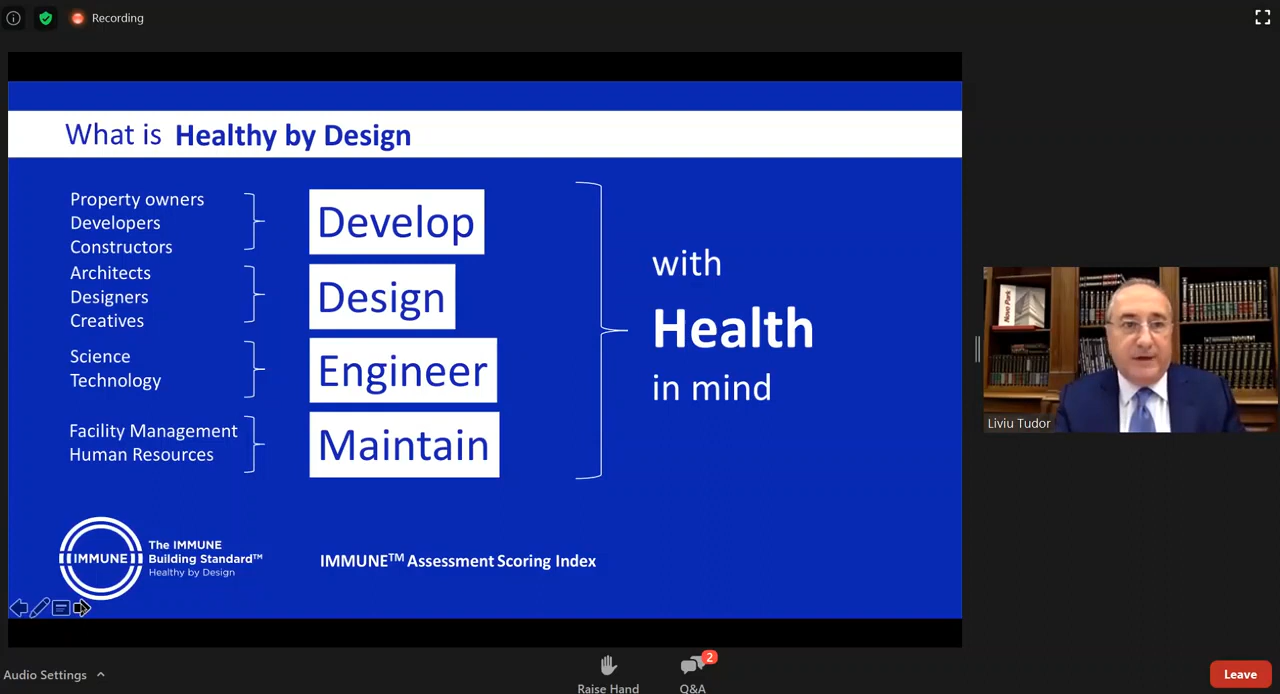 Recording
What is Healthy by Design
Property owners
Developers
Constructors
Develop
Architects
Designers
Creatives
Design
Science
Technology
Engineer
Facility Management
Human Resources
Maintain
with
Health
in mind
IMMUNE
The IMMUNE
Building Standard™
Healthy by Design
IMMUNE™ Assessment Scoring Index
Novo Park
Liviu Tudor
Audio Settings
Raise Hand
2
Q&A
Leave